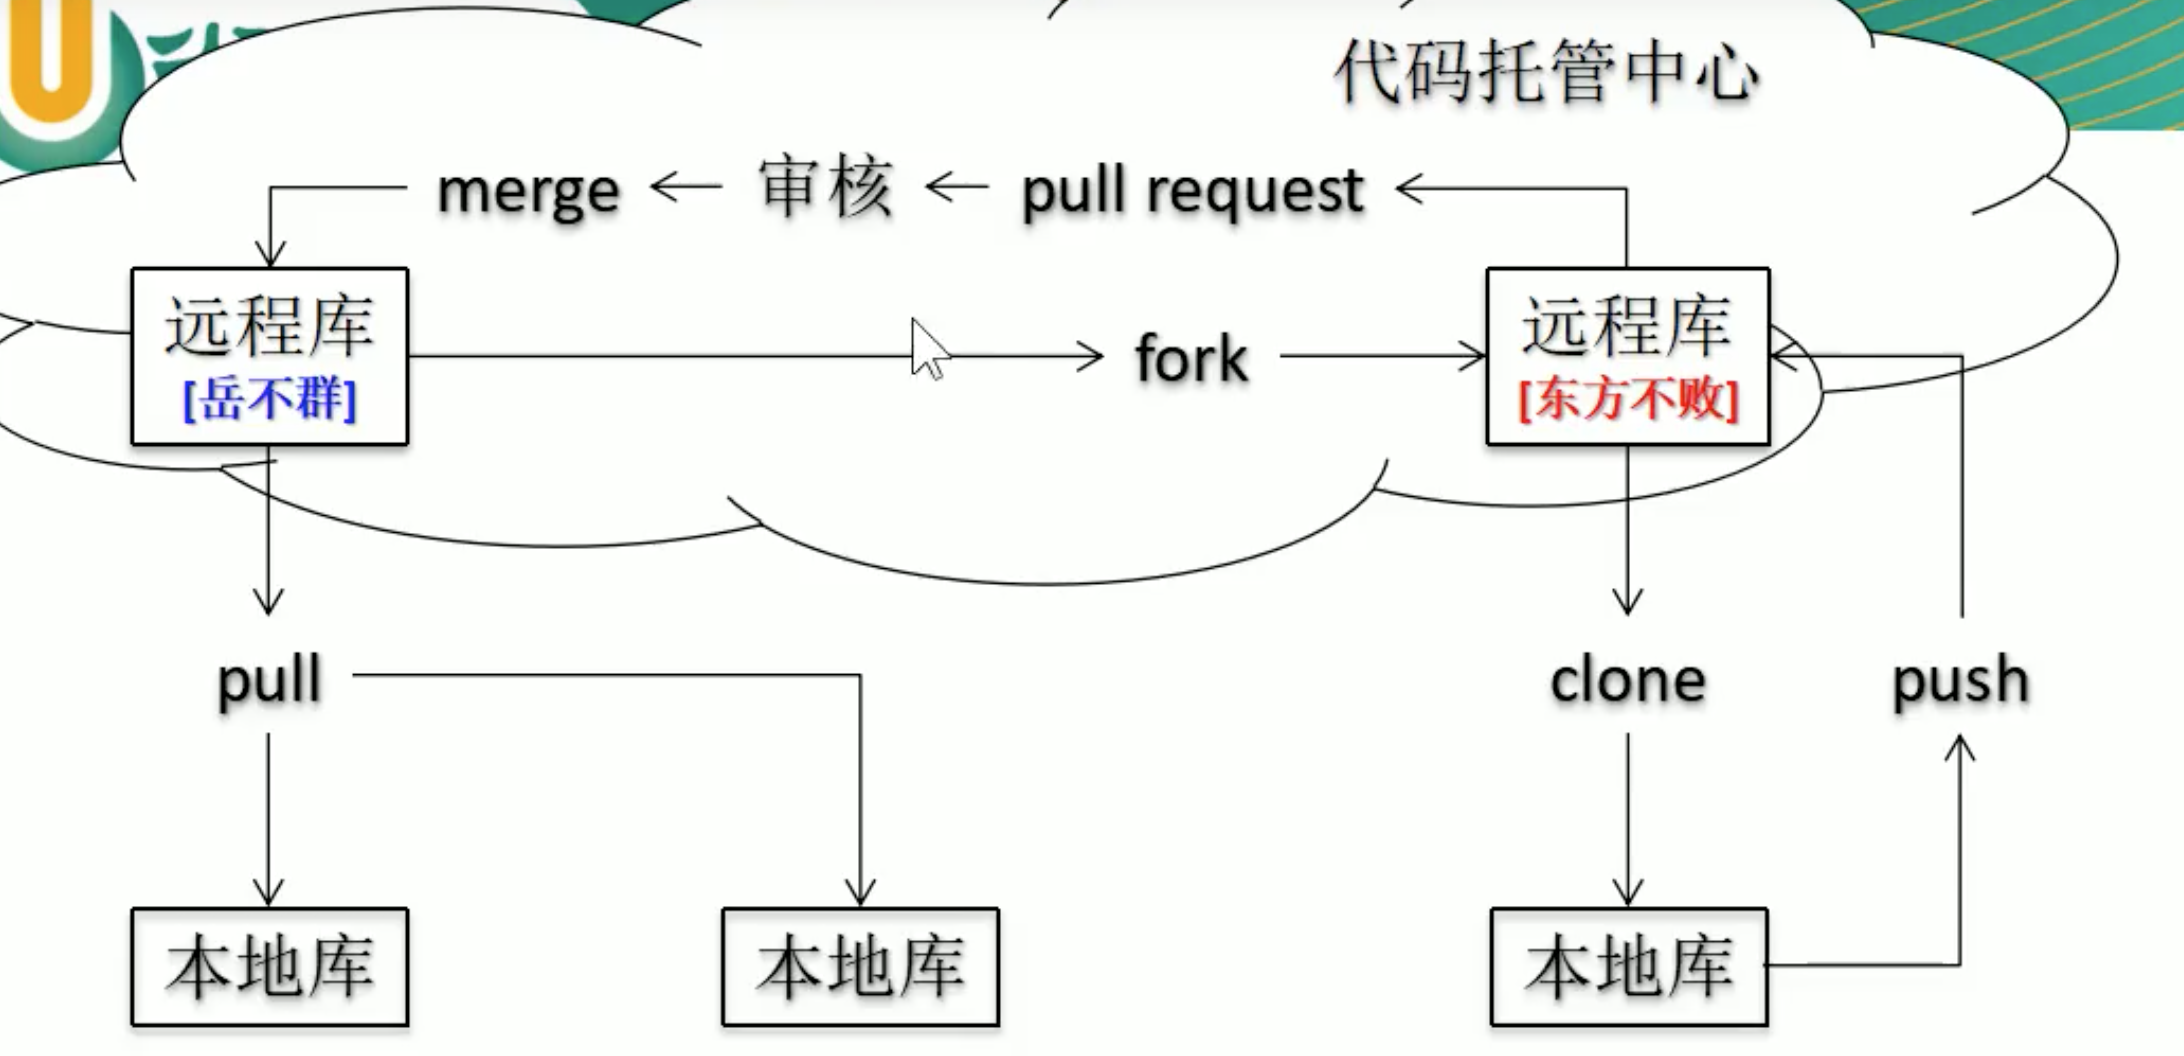 代码托管中心
merge
审核
pull request
远程库
[岳不群]
fork
远程库
[东方不败]
pull
clone
push
本地库
本地库
本地库